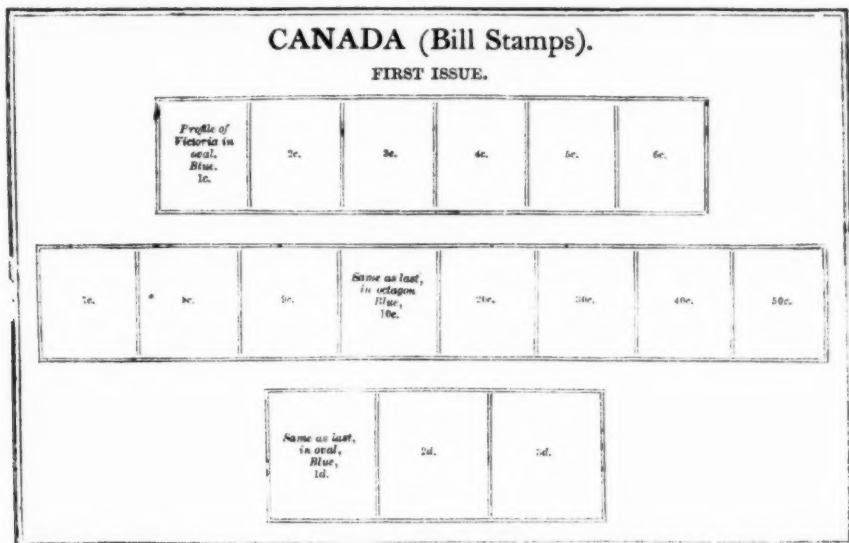 CANADA (Bill Stamps).
FIRST ISSUE.
Profile of
Victoria in
oval.
Blue.
1c.
2c.
3c.
4c.
5c.
6c.
7c.
8c.
9c.
Same as last,
in octagon
Blue,
10c.
20c.
30c.
40c.
50c.
Same as last,
in oval,
Blue,
1d.
2d.
3d.